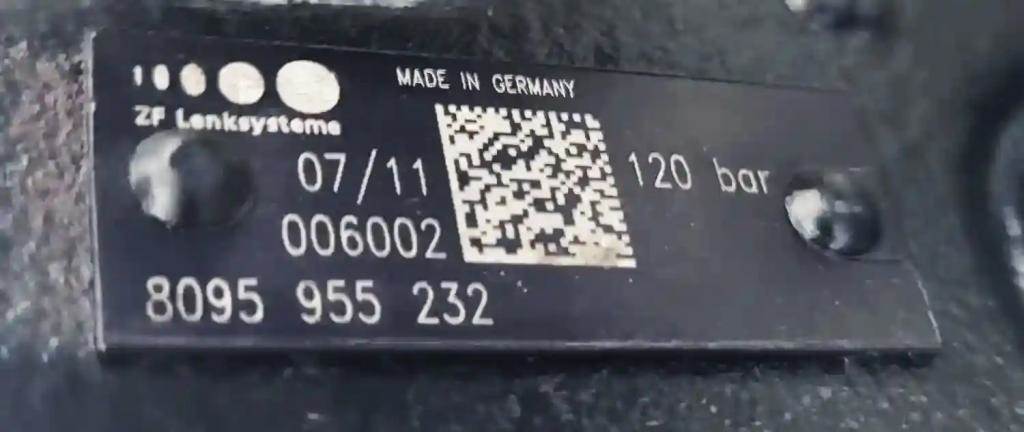 MADE IN GERMANY
ZF Lenksysteme
07/11
120 bar
006002
8095 955 232